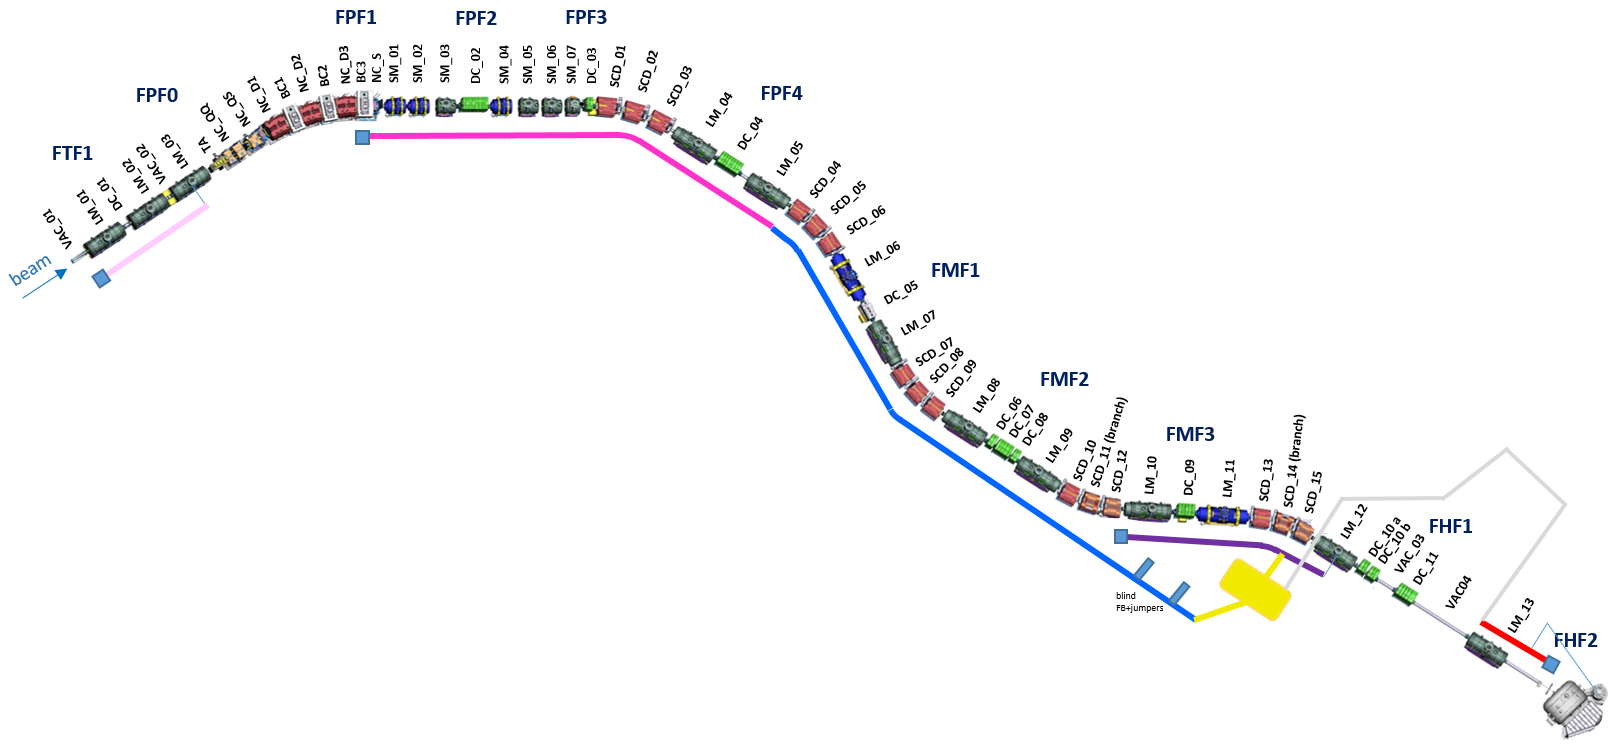 FPF1
FPF2
FPF3
FPF0
FTF1
FPF4
FMF1
FMF2
FMF3
FHF1
FHF2
beam
VAC_01
LM_01
DC_01
LM_02
VAC_02
LM_03
TA
NC_QQ
NC_QS
NC_D1
BC1
NC_D2
BC2
NC_D3
BC3
NC_S
SM_01
SM_02
SM_03
DC_02
SM_04
SM_05
SM_06
SM_07
DC_03
SCD_01
SCD_02
SCD_03
LM_04
DC_04
LM_05
SCD_04
SCD_05
SCD_06
LM_06
DC_05
LM_07
SCD_07
SCD_08
SCD_09
LM_08
DC_06
DC_07
DC_08
LM_09
SCD_10
SCD_11 (branch)
SCD_12
LM_10
DC_09
LM_11
SCD_13
SCD_14 (branch)
SCD_15
LM_12
DC_10 a
DC_10 b
VAC_03
DC_11
VAC04
LM_13
blind
FB+jumpers